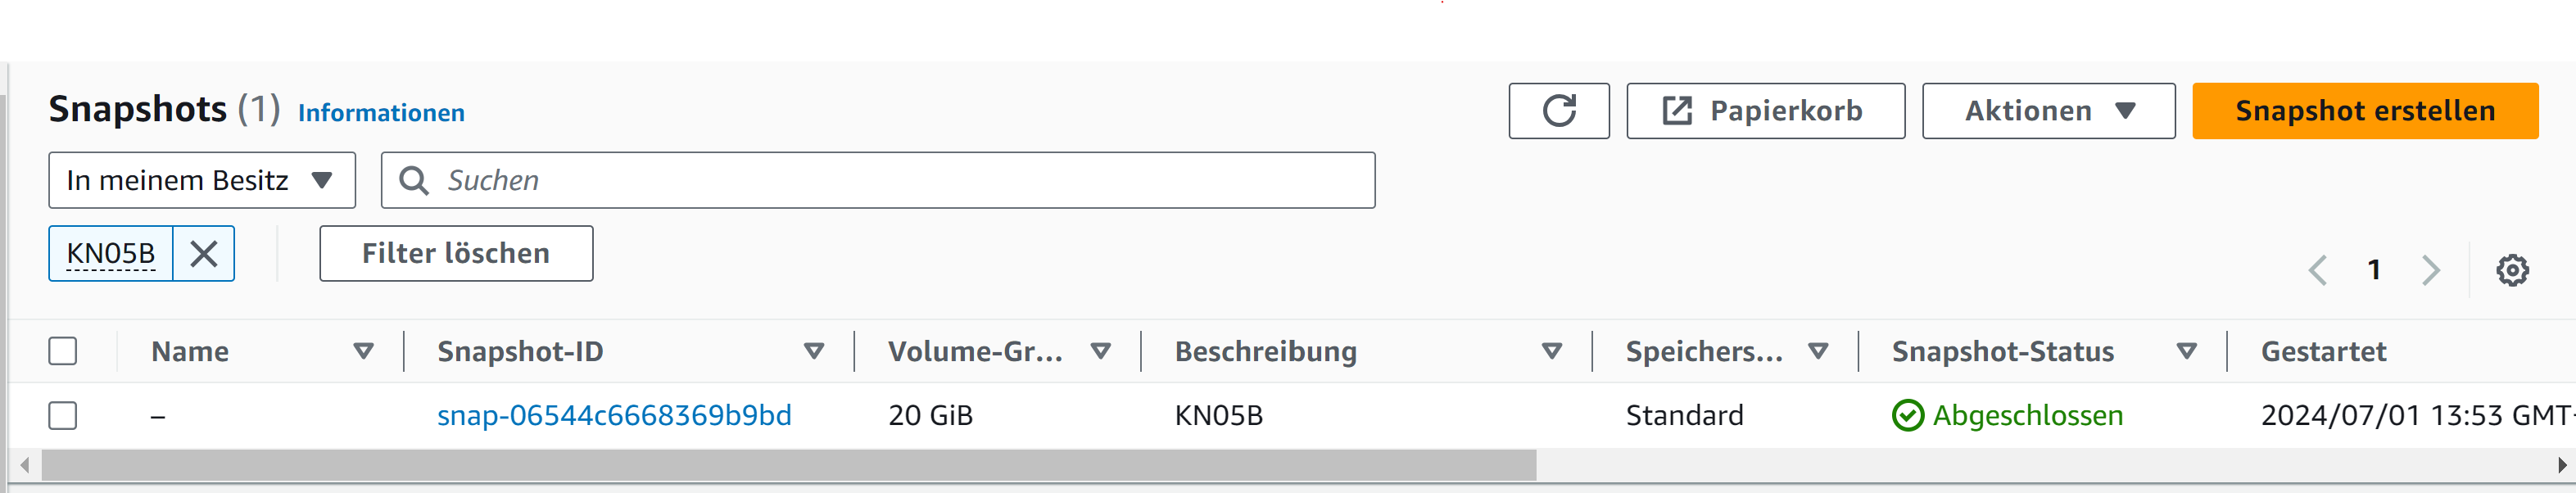 Snapshots (1) Informationen
Papierkorb
Aktionen
Snapshot erstellen
In meinem Besitz
Suchen
KN05B
Filter löschen
1
Name Snapshot-ID Volume-Gr... Beschreibung Speichers... Snapshot-Status Gestartet
– snap-06544c6668369b9bd 20 GiB KN05B Standard Abgeschlossen 2024/07/01 13:53 GMT